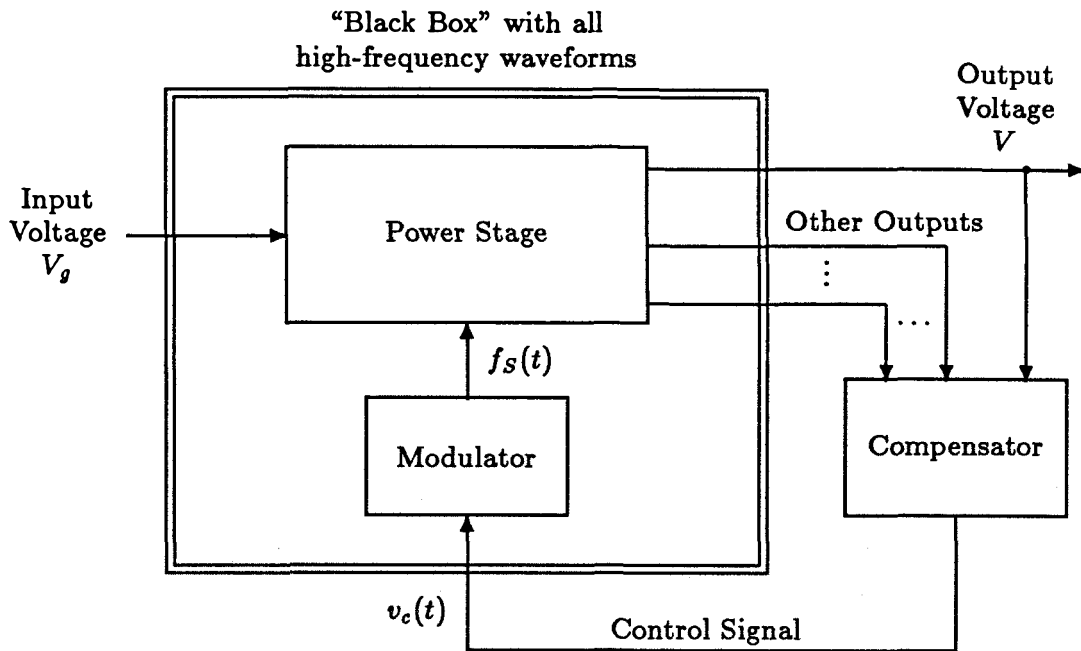 “Black Box” with all
high-frequency waveforms
Output
Voltage
V
Input
Voltage
V_g
Power Stage
Other Outputs
⋮
...
f_S(t)
Modulator
Compensator
v_c(t)
Control Signal